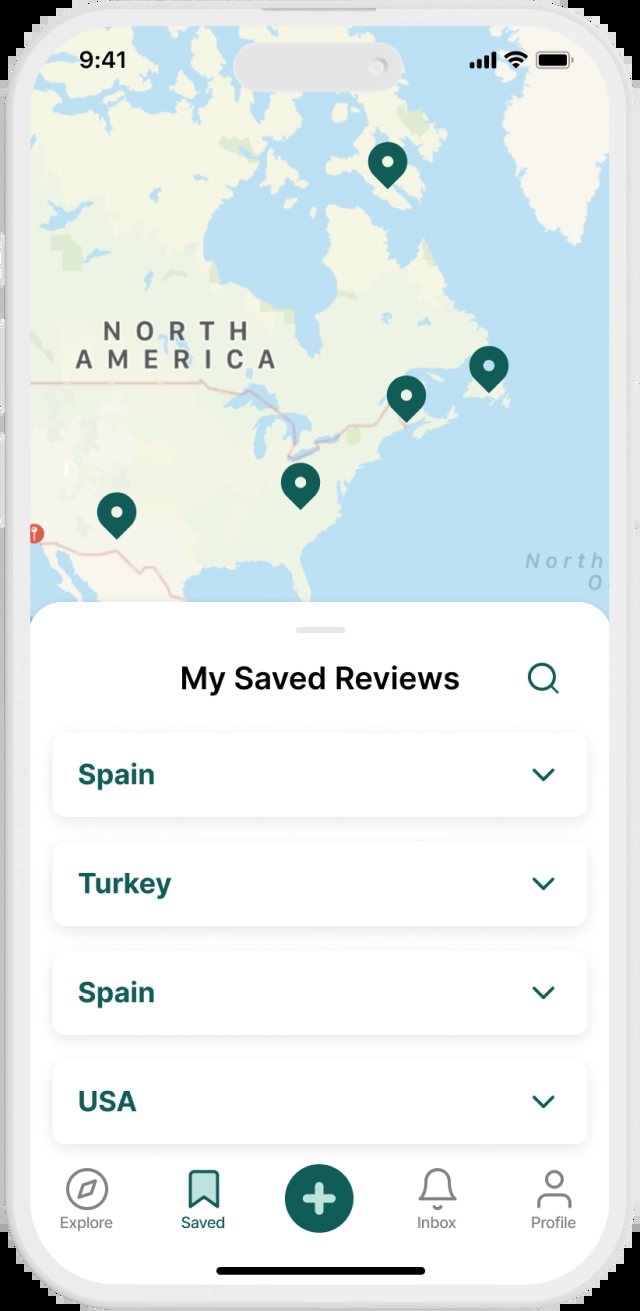 9:41
NORTH
AMERICA
North
O
My Saved Reviews
Spain
Turkey
Spain
USA
Explore
Saved
Inbox
Profile